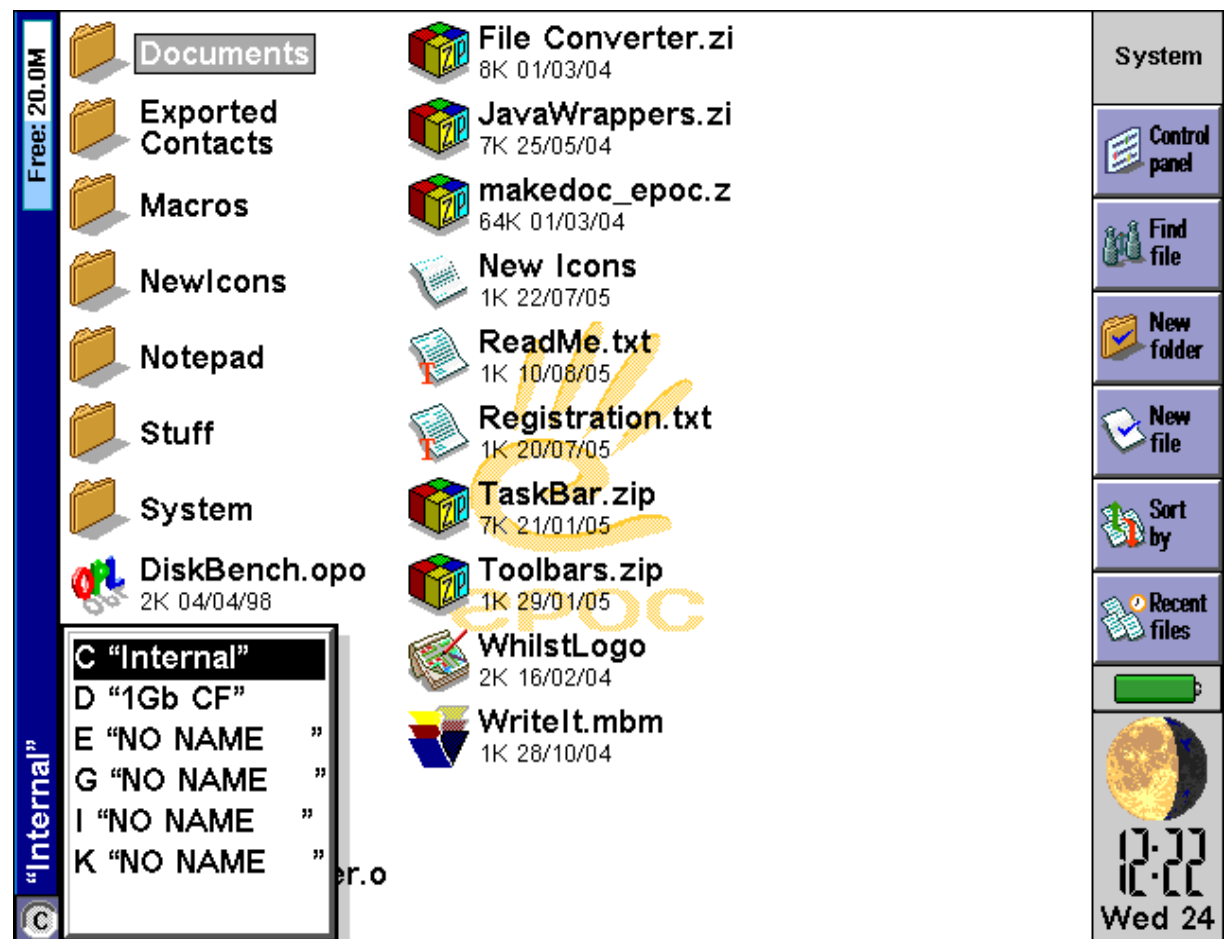 Free: 20.0M
"Internal"
C
Documents
Exported
Contacts
Macros
NewIcons
Notepad
Stuff
System
DiskBench.opo
2K 04/04/98
C “Internal”
D “1Gb CF”
E “NO NAME    ”
G “NO NAME    ”
I “NO NAME    ”
K “NO NAME    ”
er.o
File Converter.zi
8K 01/03/04
JavaWrappers.zi
7K 25/05/04
makedoc_epoc.z
64K 01/03/04
New Icons
1K 22/07/05
ReadMe.txt
1K 10/08/05
Registration.txt
1K 20/07/05
TaskBar.zip
7K 21/01/05
Toolbars.zip
1K 29/01/05
epoc
WhilstLogo
2K 16/02/04
WriteIt.mbm
1K 28/10/04
System
Control
panel
Find
file
New
folder
New
file
Sort
by
Recent
files
12:22
Wed 24